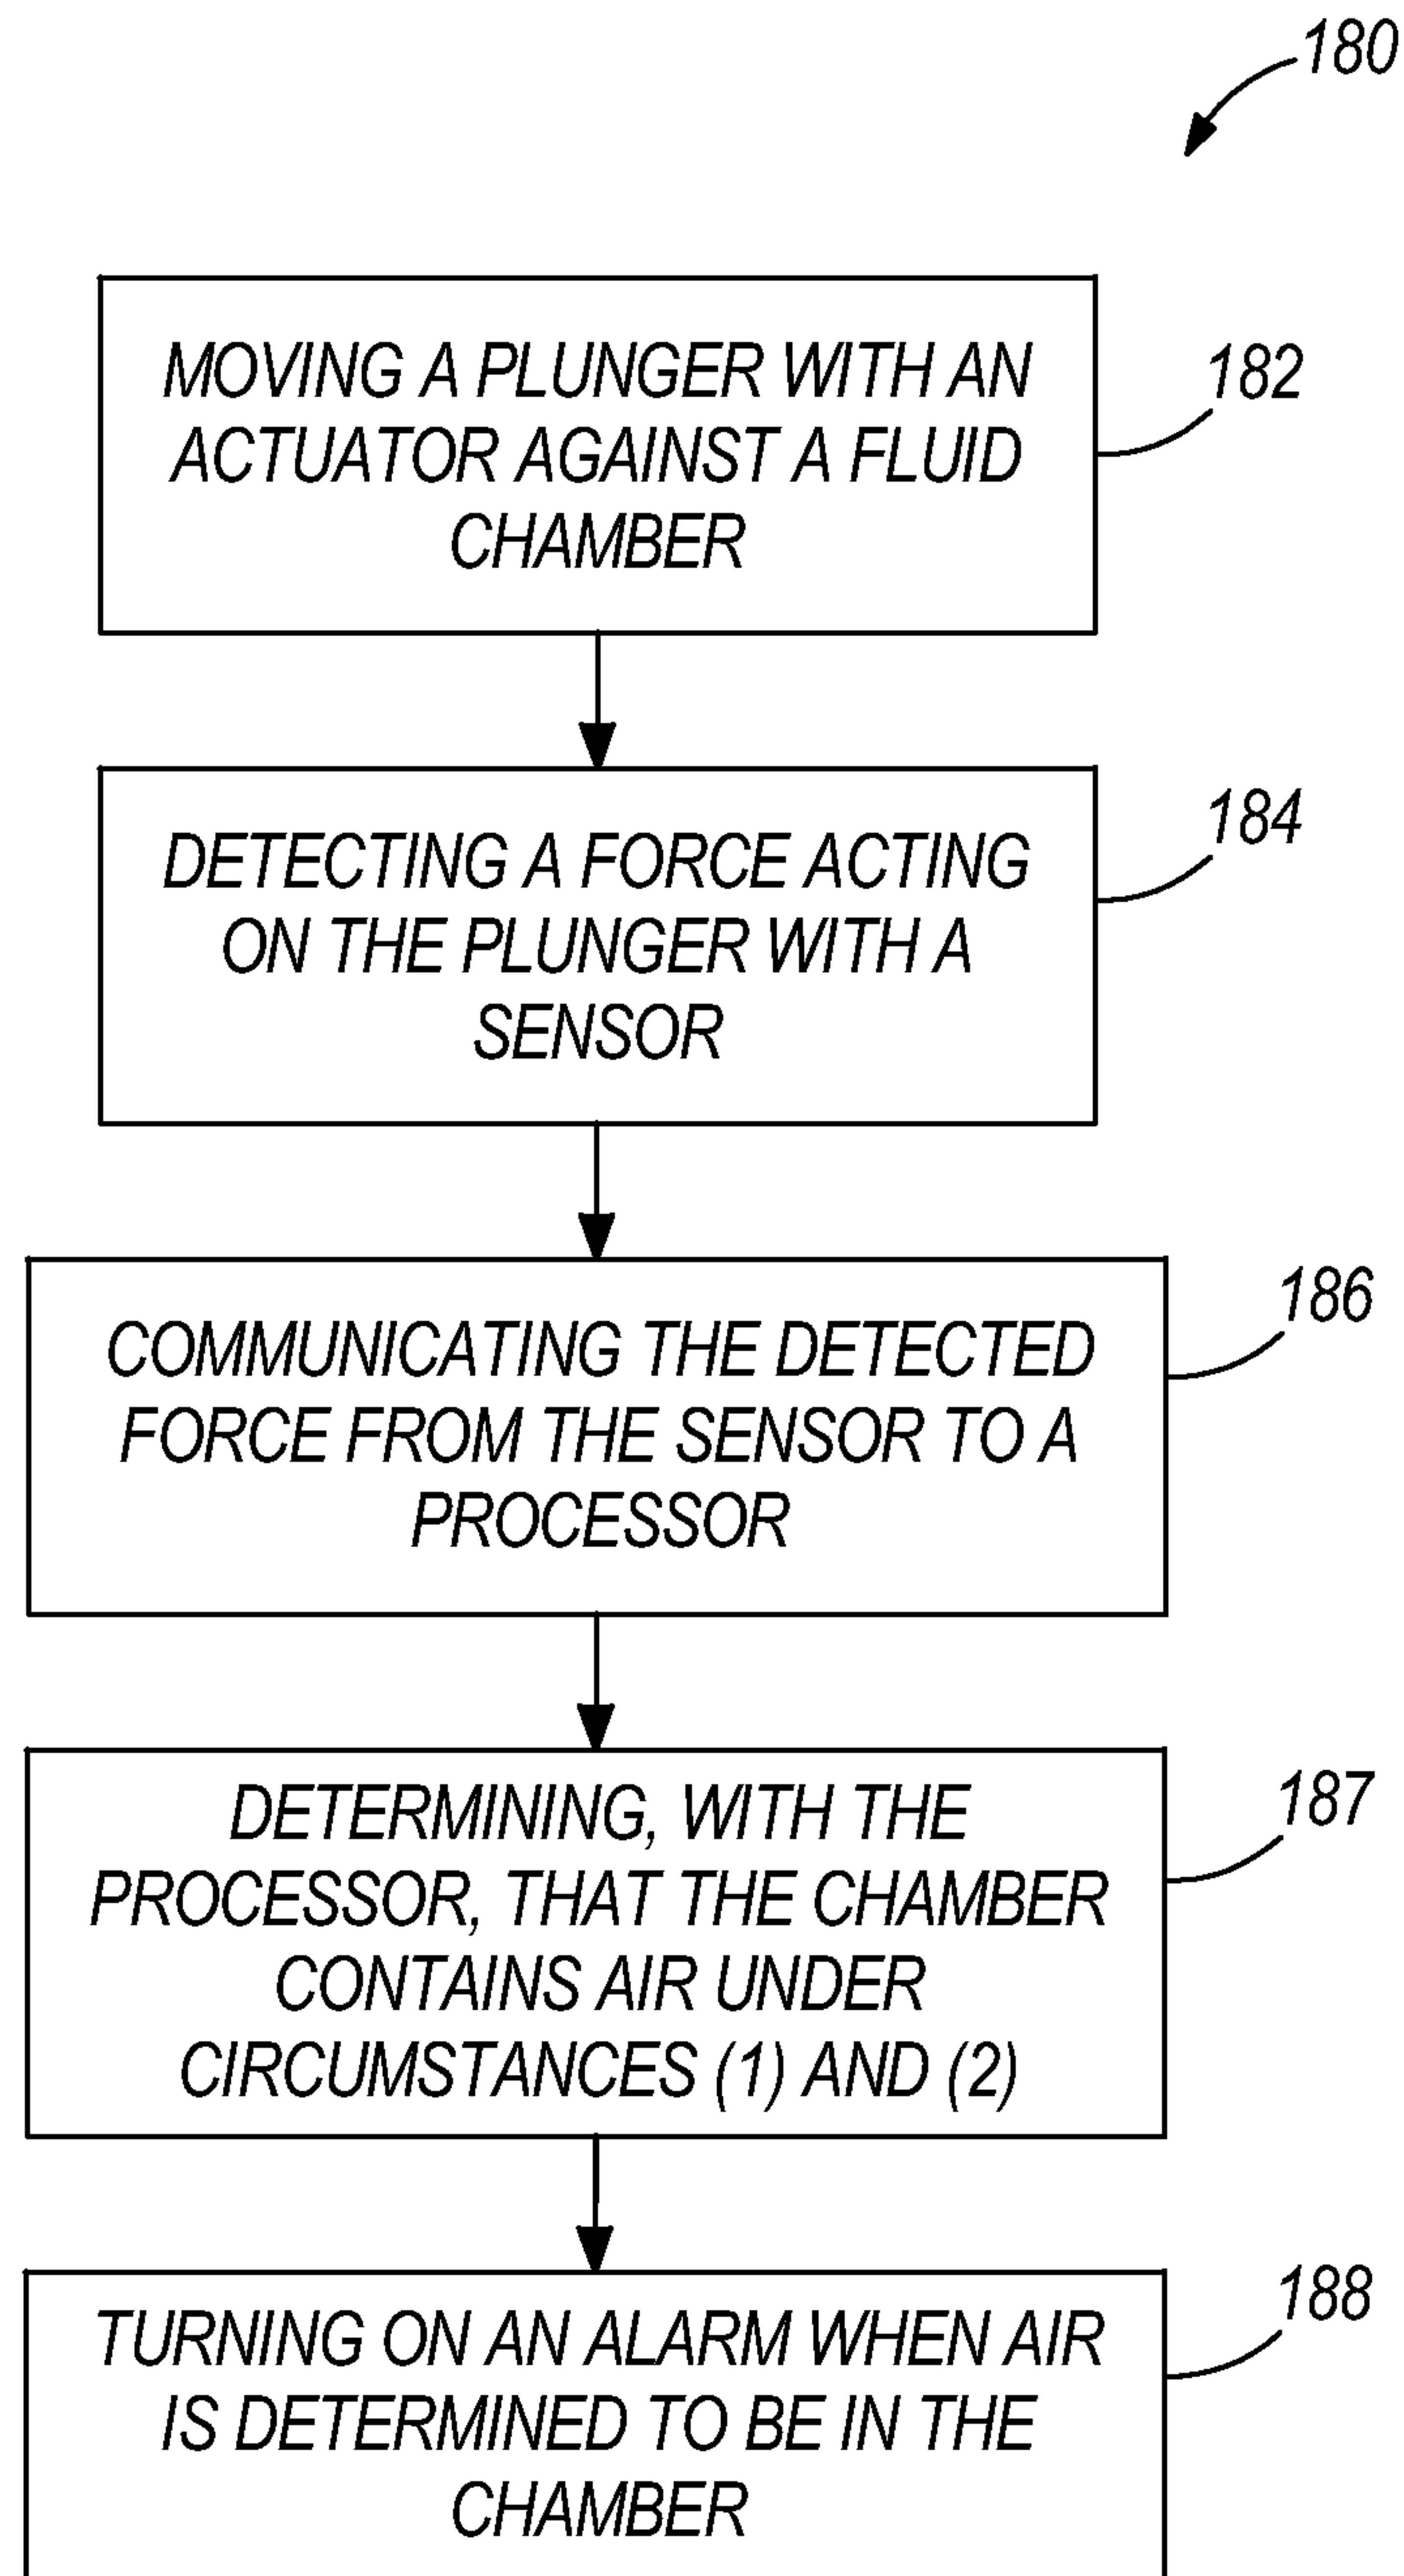 180
MOVING A PLUNGER WITH AN
ACTUATOR AGAINST A FLUID
CHAMBER
182
DETECTING A FORCE ACTING
ON THE PLUNGER WITH A
SENSOR
184
COMMUNICATING THE DETECTED
FORCE FROM THE SENSOR TO A
PROCESSOR
186
DETERMINING, WITH THE
PROCESSOR, THAT THE CHAMBER
CONTAINS AIR UNDER
CIRCUMSTANCES (1) AND (2)
187
TURNING ON AN ALARM WHEN AIR
IS DETERMINED TO BE IN THE
CHAMBER
188